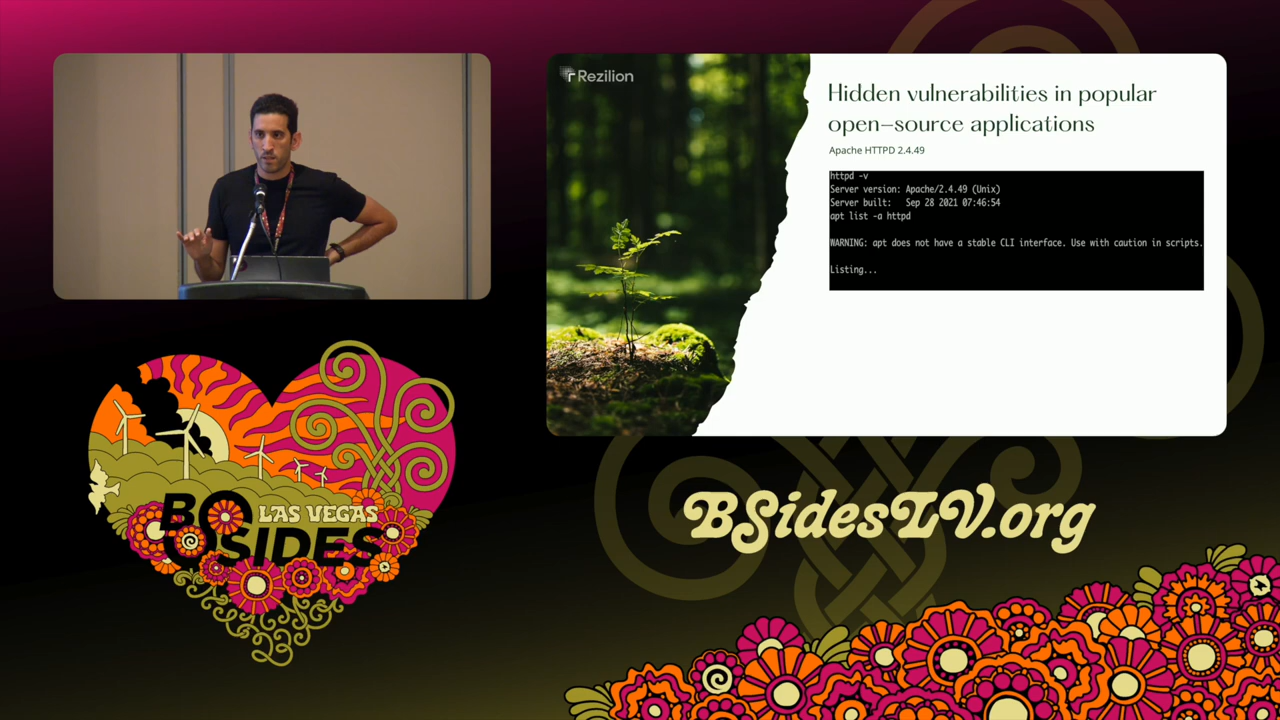 Rezilion
Hidden vulnerabilities in popular
open-source applications
Apache HTTPD 2.4.49
httpd -v
Server version: Apache/2.4.49 (Unix)
Server built:   Sep 28 2021 07:46:54
apt list -a httpd
WARNING: apt does not have a stable CLI interface. Use with caution in scripts.
Listing...
LAS VEGAS
BSIDES
BSidesLV.org